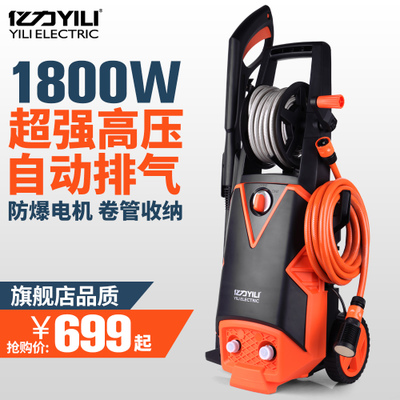 亿力YILI
YILI ELECTRIC
1800W
超强高压
自动排气
防爆电机 卷管收纳
旗舰店品质
抢购价:¥699起
亿力YILI
YILI ELECTRIC